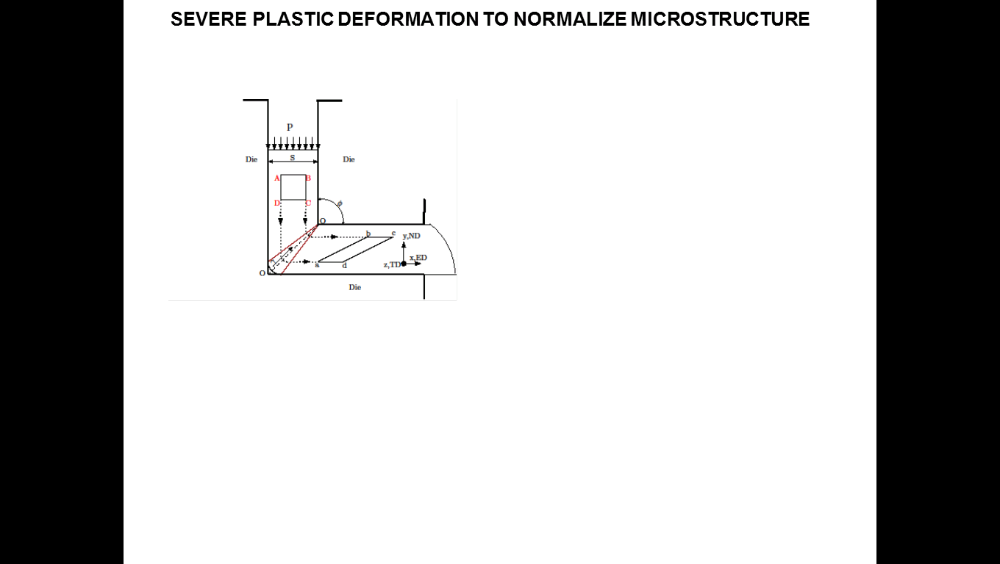 SEVERE PLASTIC DEFORMATION TO NORMALIZE MICROSTRUCTURE
P
Die
S
Die
A
B
D
C
ϕ
O
b
c
y,ND
x,ED
a
d
z,TD
O
Die